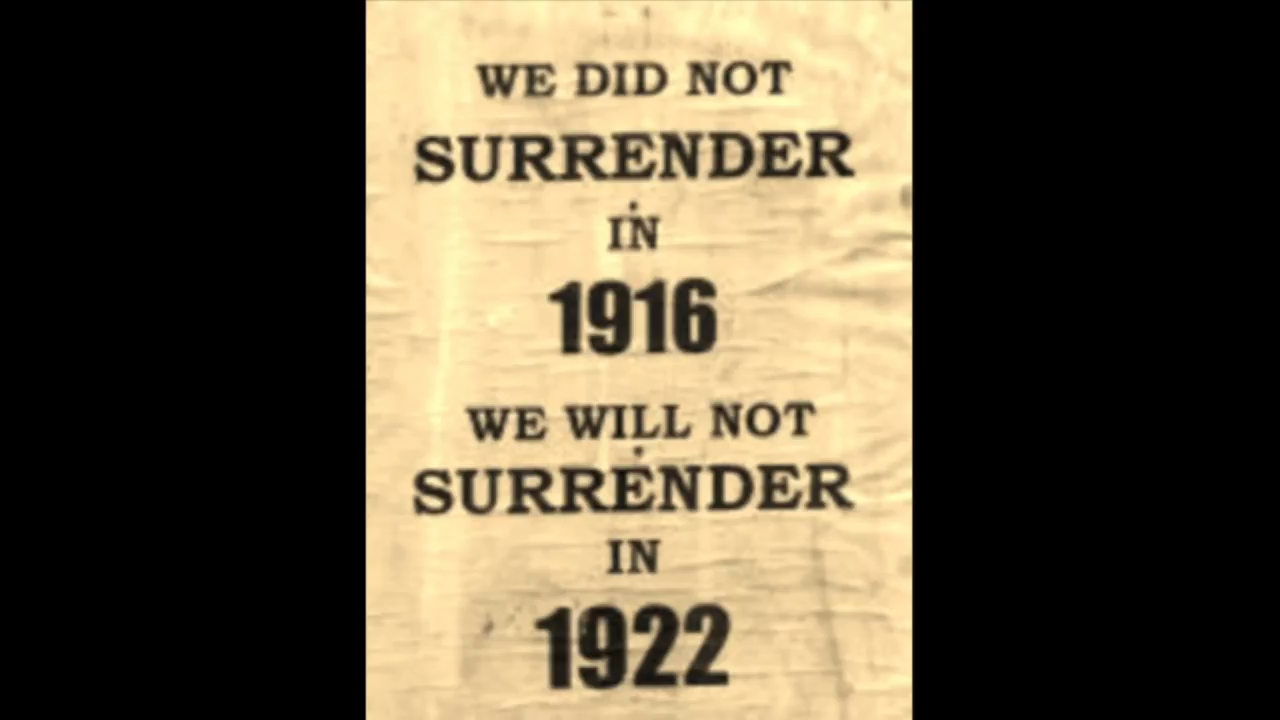 WE DID NOT
SURRENDER
IN
1916
WE WILL NOT
SURRENDER
IN
1922